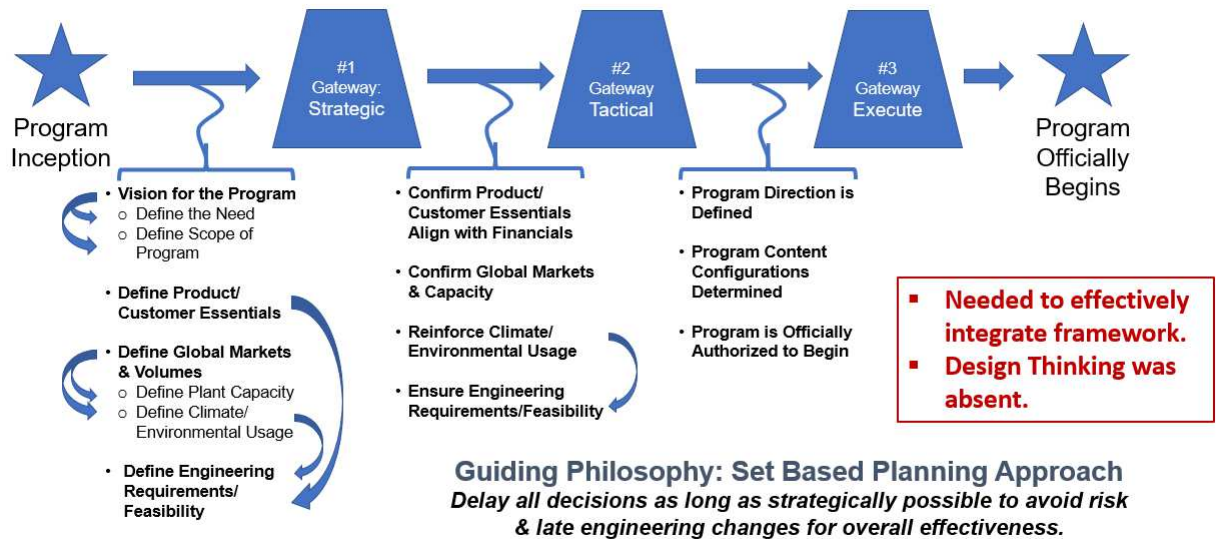 Program
Inception
#1
Gateway:
Strategic
#2
Gateway
Tactical
#3
Gateway
Execute
Program
Officially
Begins
• Vision for the Program
o Define the Need
o Define Scope of
Program
• Define Product/
Customer Essentials
• Define Global Markets
& Volumes
o Define Plant Capacity
o Define Climate/
Environmental Usage
• Define Engineering
Requirements/
Feasibility
• Confirm Product/
Customer Essentials
Align with Financials
• Confirm Global Markets
& Capacity
• Reinforce Climate/
Environmental Usage
• Ensure Engineering
Requirements/Feasibility
• Program Direction is
Defined
• Program Content
Configurations
Determined
• Program is Officially
Authorized to Begin
▪ Needed to effectively
integrate framework.
▪ Design Thinking was
absent.
Guiding Philosophy: Set Based Planning Approach
Delay all decisions as long as strategically possible to avoid risk
& late engineering changes for overall effectiveness.